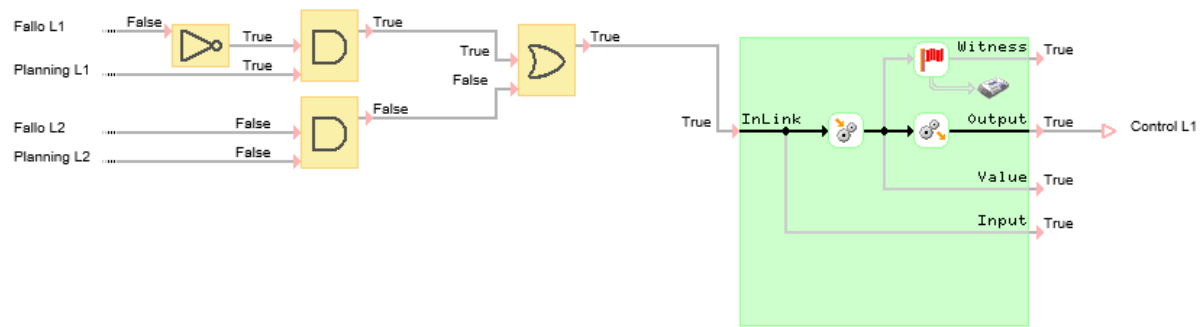 Fallo L1
False
True
True
Planning L1
True
True
False
True
Fallo L2
False
False
Planning L2
False
True
InLink
Witness
True
Output
True
Control L1
Value
True
Input
True